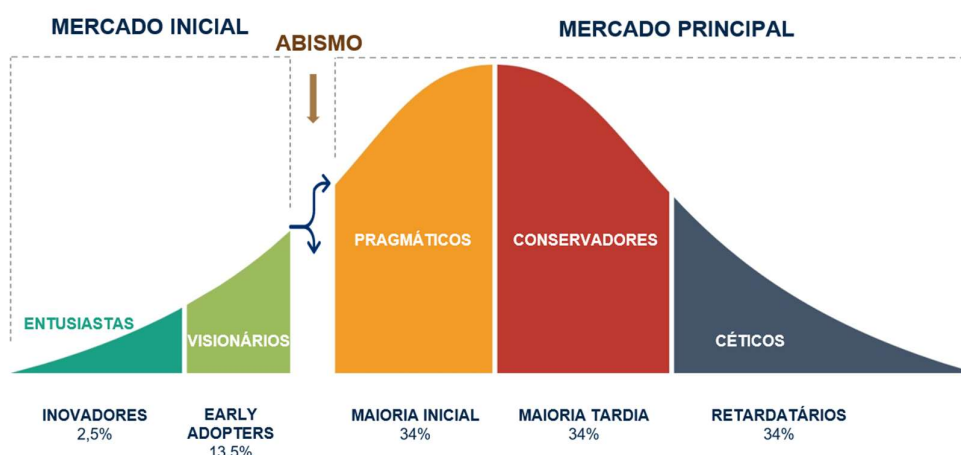 MERCADO INICIAL
ABISMO
MERCADO PRINCIPAL
ENTUSIASTAS
VISIONÁRIOS
PRAGMÁTICOS
CONSERVADORES
CÉTICOS
INOVADORES
2,5%
EARLY
ADOPTERS
13,5%
MAIORIA INICIAL
34%
MAIORIA TARDIA
34%
RETARDATÁRIOS
34%